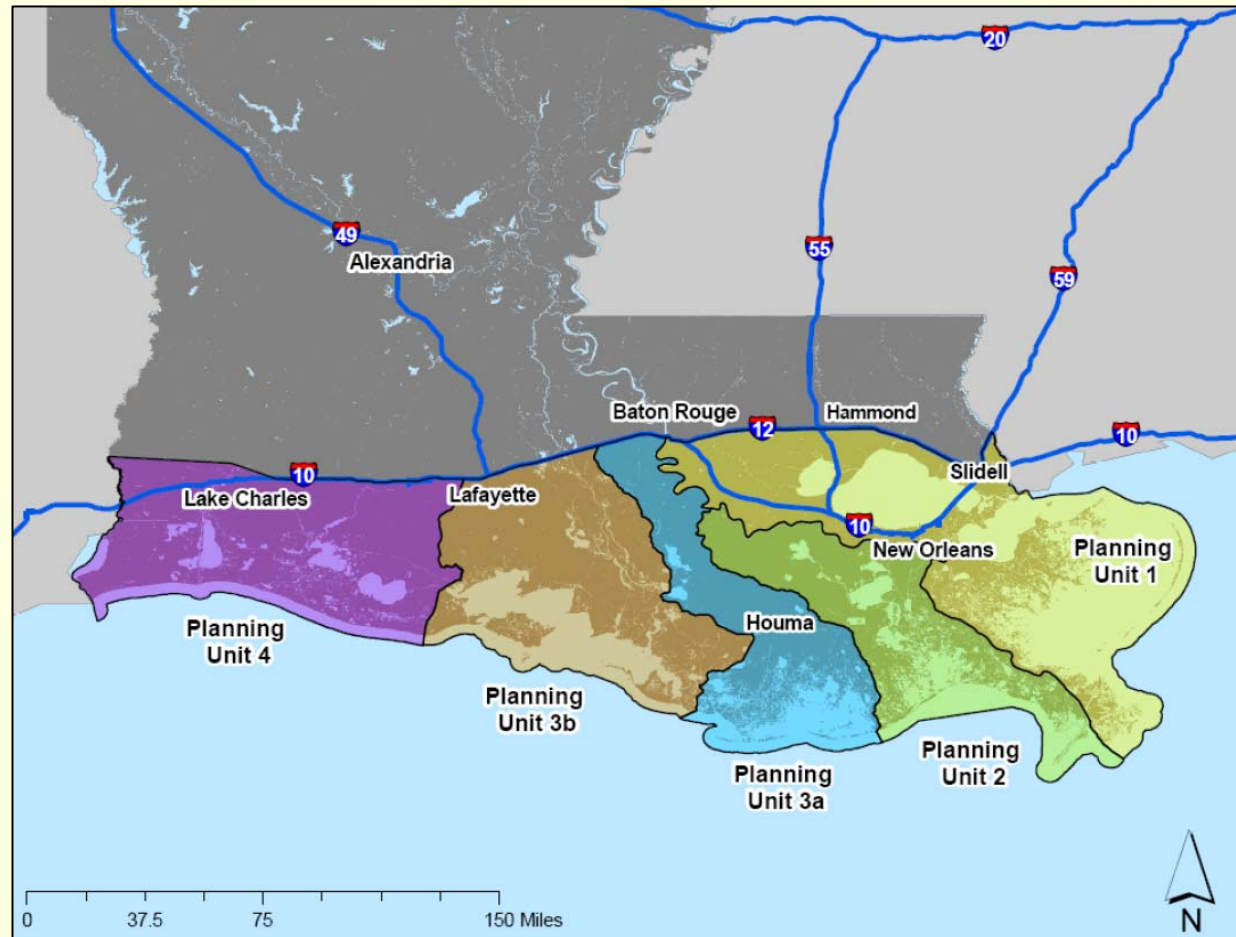 20
49
Alexandria
55
59
Baton Rouge
12
Hammond
10
Slidell
10
Lake Charles
Lafayette
10
New Orleans
Planning
Unit 1
Houma
Planning
Unit 4
Planning
Unit 3b
Planning
Unit 2
Planning
Unit 3a
0
37.5
75
150 Miles
N